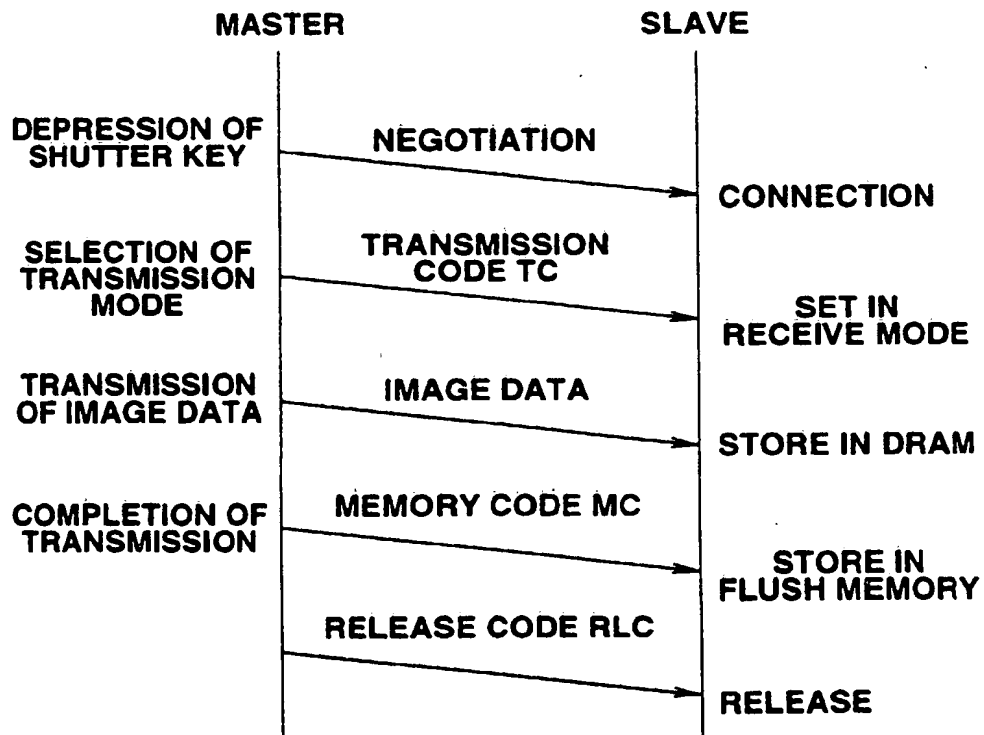 MASTER
SLAVE
DEPRESSION OF
SHUTTER KEY
NEGOTIATION
CONNECTION
SELECTION OF
TRANSMISSION
MODE
TRANSMISSION
CODE TC
SET IN
RECEIVE MODE
TRANSMISSION
OF IMAGE DATA
IMAGE DATA
STORE IN DRAM
COMPLETION OF
TRANSMISSION
MEMORY CODE MC
STORE IN
FLUSH MEMORY
RELEASE CODE RLC
RELEASE